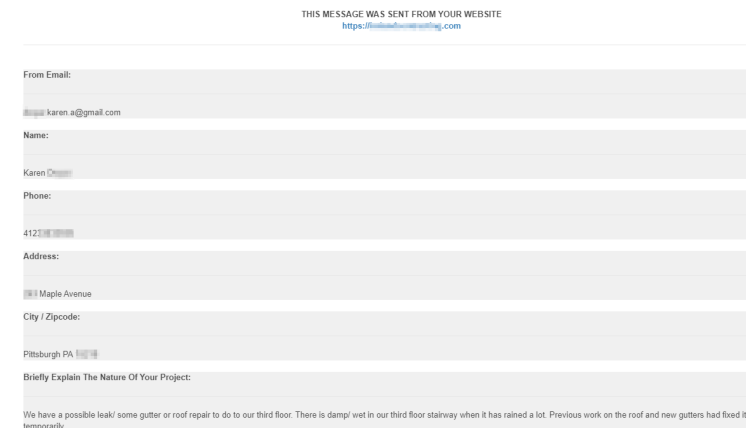 THIS MESSAGE WAS SENT FROM YOUR WEBSITE
https:// .com
From Email:
karen.a@gmail.com
Name:
Karen
Phone:
412
Address:
Maple Avenue
City / Zipcode:
Pittsburgh PA
Briefly Explain The Nature Of Your Project:
We have a possible leak/ some gutter or roof repair to do to our third floor. There is damp/ wet in our third floor stairway when it has rained a lot. Previous work on the roof and new gutters had fixed it
temporarily